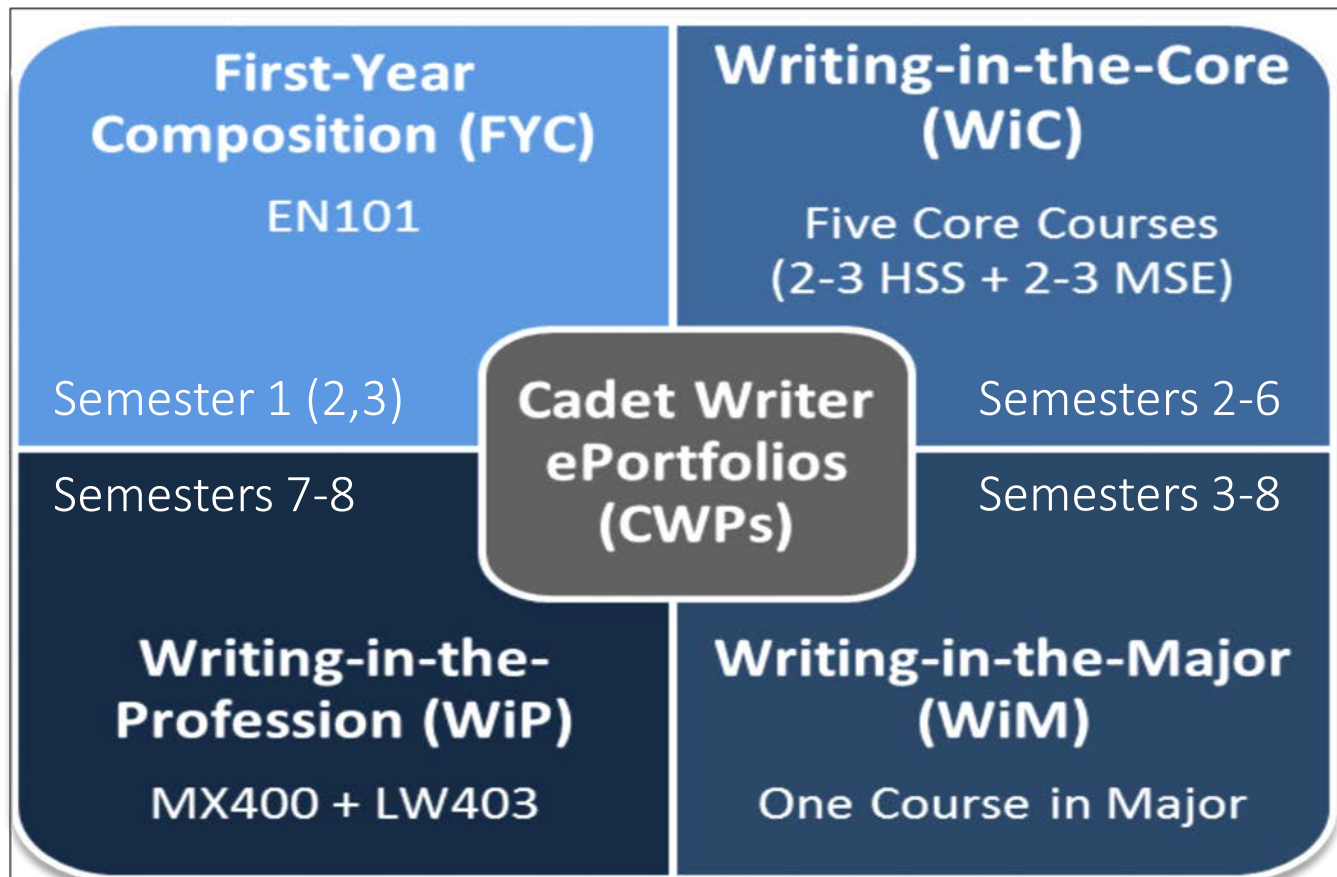 First-Year
Composition (FYC)
EN101
Semester 1 (2,3)
Writing-in-the-Core
(WiC)
Five Core Courses
(2-3 HSS + 2-3 MSE)
Semesters 2-6
Cadet Writer
ePortfolios
(CWPs)
Semesters 7-8
Writing-in-the-
Profession (WiP)
MX400 + LW403
Semesters 3-8
Writing-in-the-Major
(WiM)
One Course in Major